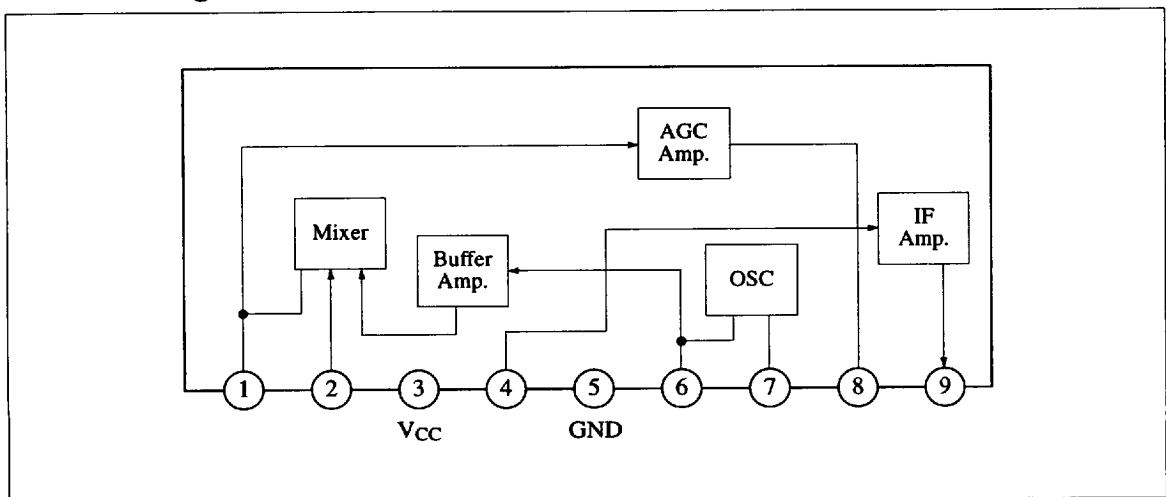 AGC
Amp.
Mixer
IF
Amp.
Buffer
Amp.
OSC
1 2 3 4 5 6 7 8 9
VCC GND